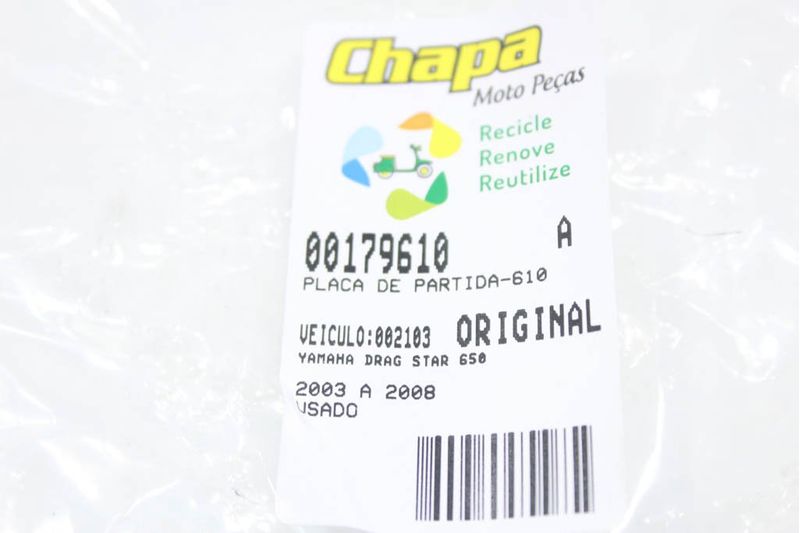 Chapa
Moto Peças
Recicle
Renove
Reutilize
00179610 A
PLACA DE PARTIDA-610
VEICULO:002103 ORIGINAL
YAMAHA DRAG STAR 650
2003 A 2008
USADO